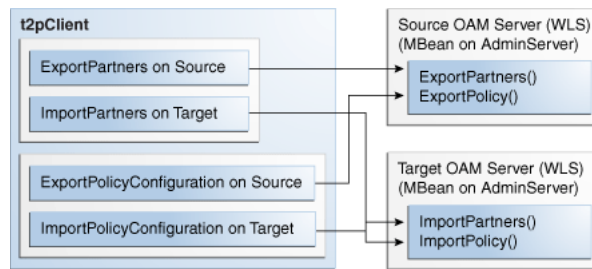 t2pClient
ExportPartners on Source
ImportPartners on Target
ExportPolicyConfiguration on Source
ImportPolicyConfiguration on Target
Source OAM Server (WLS)
(MBean on AdminServer)
ExportPartners()
ExportPolicy()
Target OAM Server (WLS)
(MBean on AdminServer)
ImportPartners()
ImportPolicy()